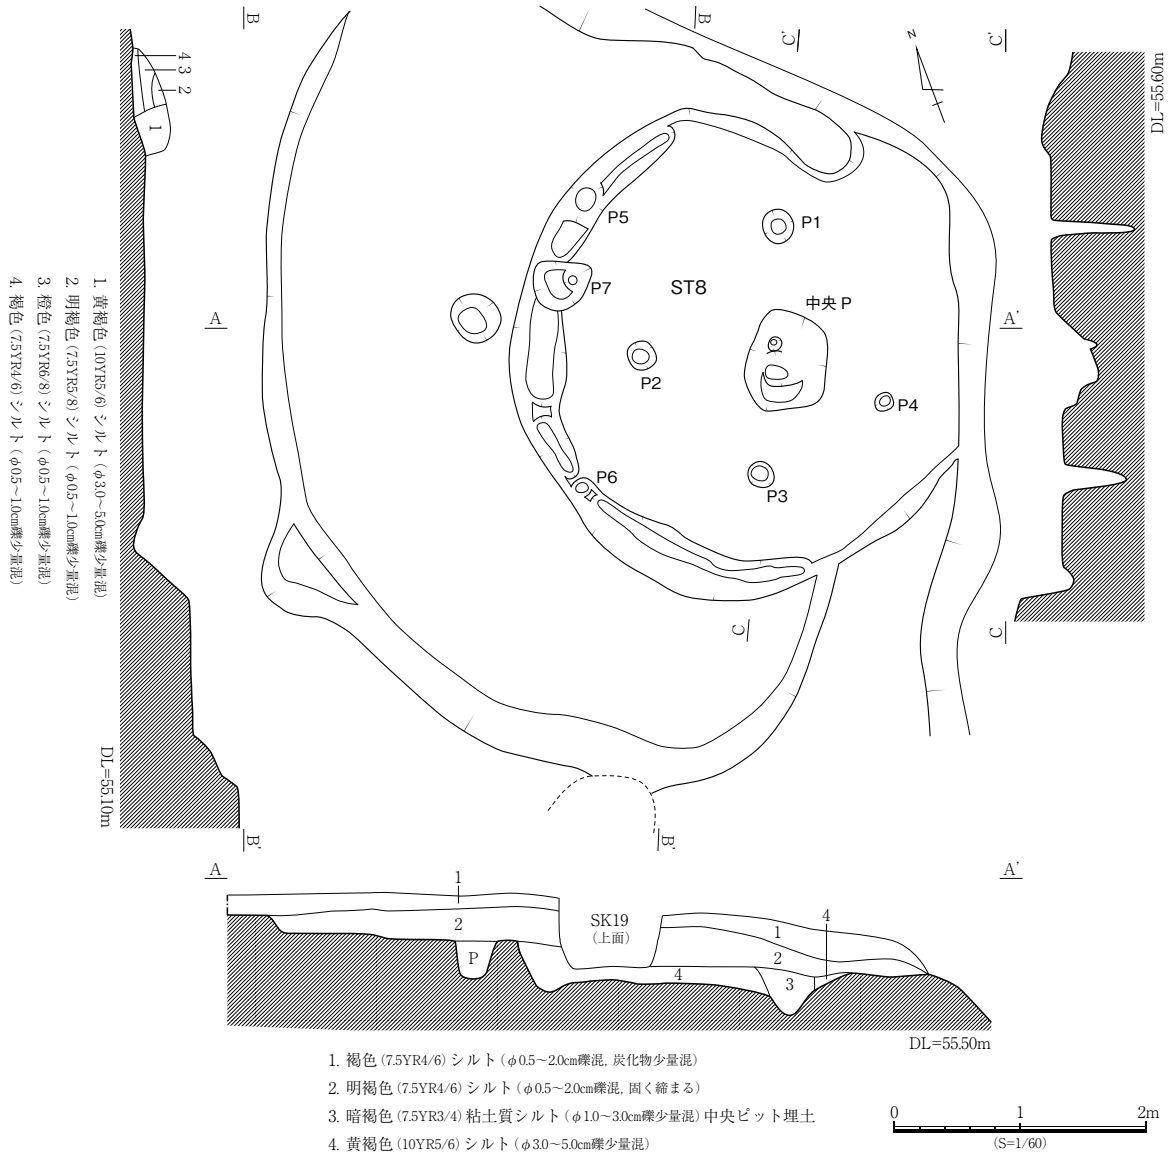 B
B
C'
C'
N
DL=55.60m
4
3
2
1
P5
P1
P7
ST8
中央 P
A
A'
P2
P4
P6
P3
1. 黄褐色 (10YR5/6) シルト (φ3.0〜5.0cm礫少量混)
2. 明褐色 (7.5YR5/8) シルト (φ0.5〜1.0cm礫少量混)
3. 橙色 (7.5YR6/8) シルト (φ0.5〜1.0cm礫少量混)
4. 褐色 (7.5YR4/6) シルト (φ0.5〜1.0cm礫少量混)
C
C
DL=55.10m
B'
B'
A
A'
1
2
P
SK19
(上面)
4
1
2
4
3
DL=55.50m
1. 褐色 (7.5YR4/6) シルト (φ0.5〜2.0cm礫混, 炭化物少量混)
2. 明褐色 (7.5YR4/6) シルト (φ0.5〜2.0cm礫混, 固く締まる)
3. 暗褐色 (7.5YR3/4) 粘土質シルト (φ1.0〜3.0cm礫少量混) 中央ピット埋土
4. 黄褐色 (10YR5/6) シルト (φ3.0〜5.0cm礫少量混)
0 1 2m
(S=1/60)